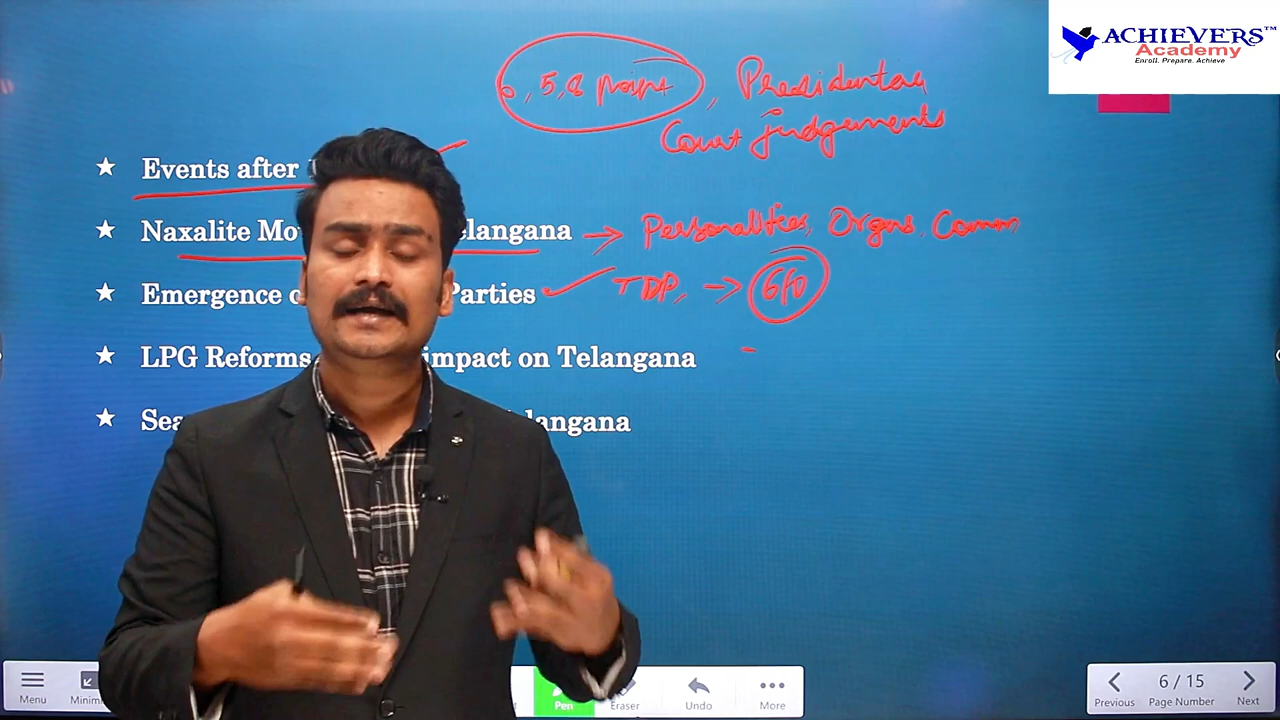 ACHIEVERS™
Academy
Enroll. Prepare. Achieve
, 5, 8 point, Presidential
Court judgements
★ Events after
★ Naxalite Mo elangana → Personalities, Organs, Comm
★ Emergence o Parties TDP, → 610
★ LPG Reforms impact on Telangana -
★ Sea langana
Menu
Minim
Pen
Eraser
Undo
More
Previous
6 / 15
Page Number
Next